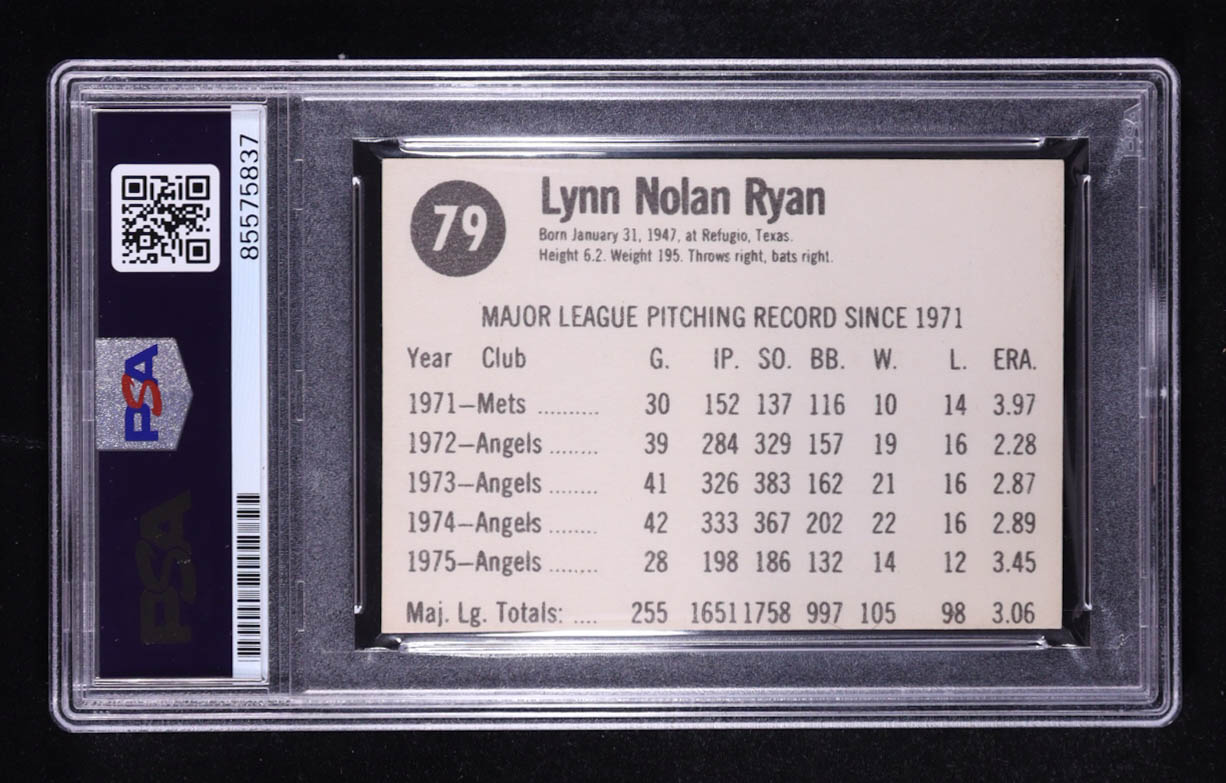 85575837
PSA
PSA
79
Lynn Nolan Ryan
Born January 31, 1947, at Refugio, Texas.
Height 6.2. Weight 195. Throws right, bats right.
MAJOR LEAGUE PITCHING RECORD SINCE 1971
Year Club G. IP. SO. BB. W. L. ERA.
1971—Mets .......... 30 152 137 116 10 14 3.97
1972—Angels ........ 39 284 329 157 19 16 2.28
1973—Angels ........ 41 326 383 162 21 16 2.87
1974—Angels ........ 42 333 367 202 22 16 2.89
1975—Angels ........ 28 198 186 132 14 12 3.45
Maj. Lg. Totals: .... 255 1651 1758 997 105 98 3.06
PSA